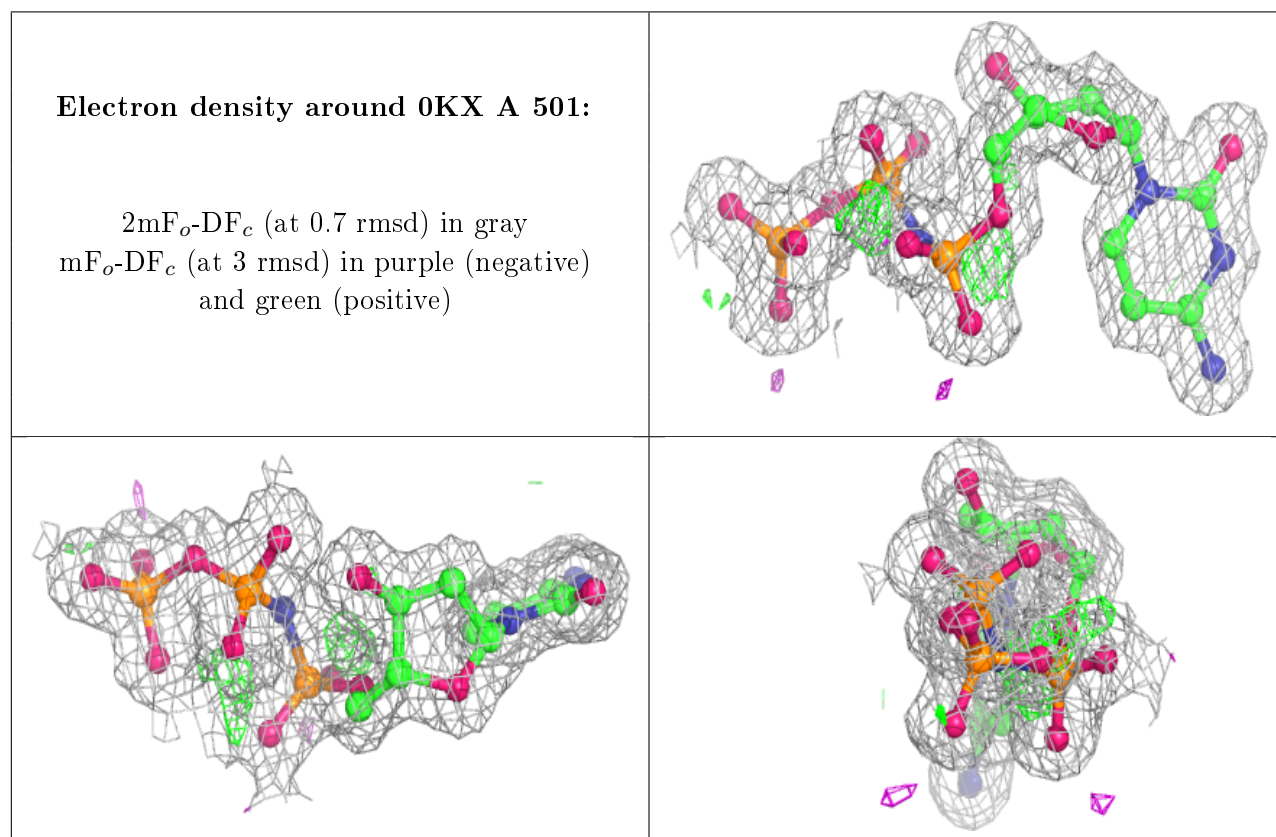 Electron density around 0KX A 501:
2mFo-DFc (at 0.7 rmsd) in gray
mFo-DFc (at 3 rmsd) in purple (negative)
and green (positive)